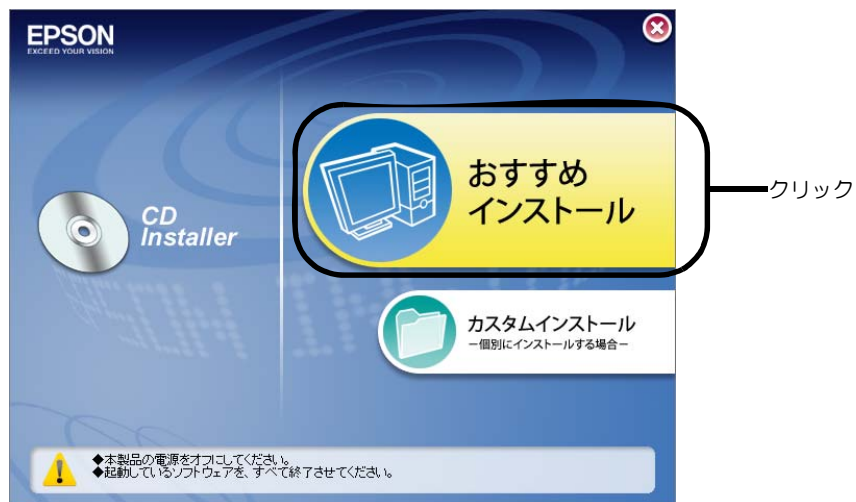 EPSON
EXCEED YOUR VISION
おすすめ
インストール
クリック
CD
Installer
カスタムインストール
－個別にインストールする場合－
◆本製品の電源をオフにしてください。
◆起動しているソフトウェアを、すべて終了させてください。